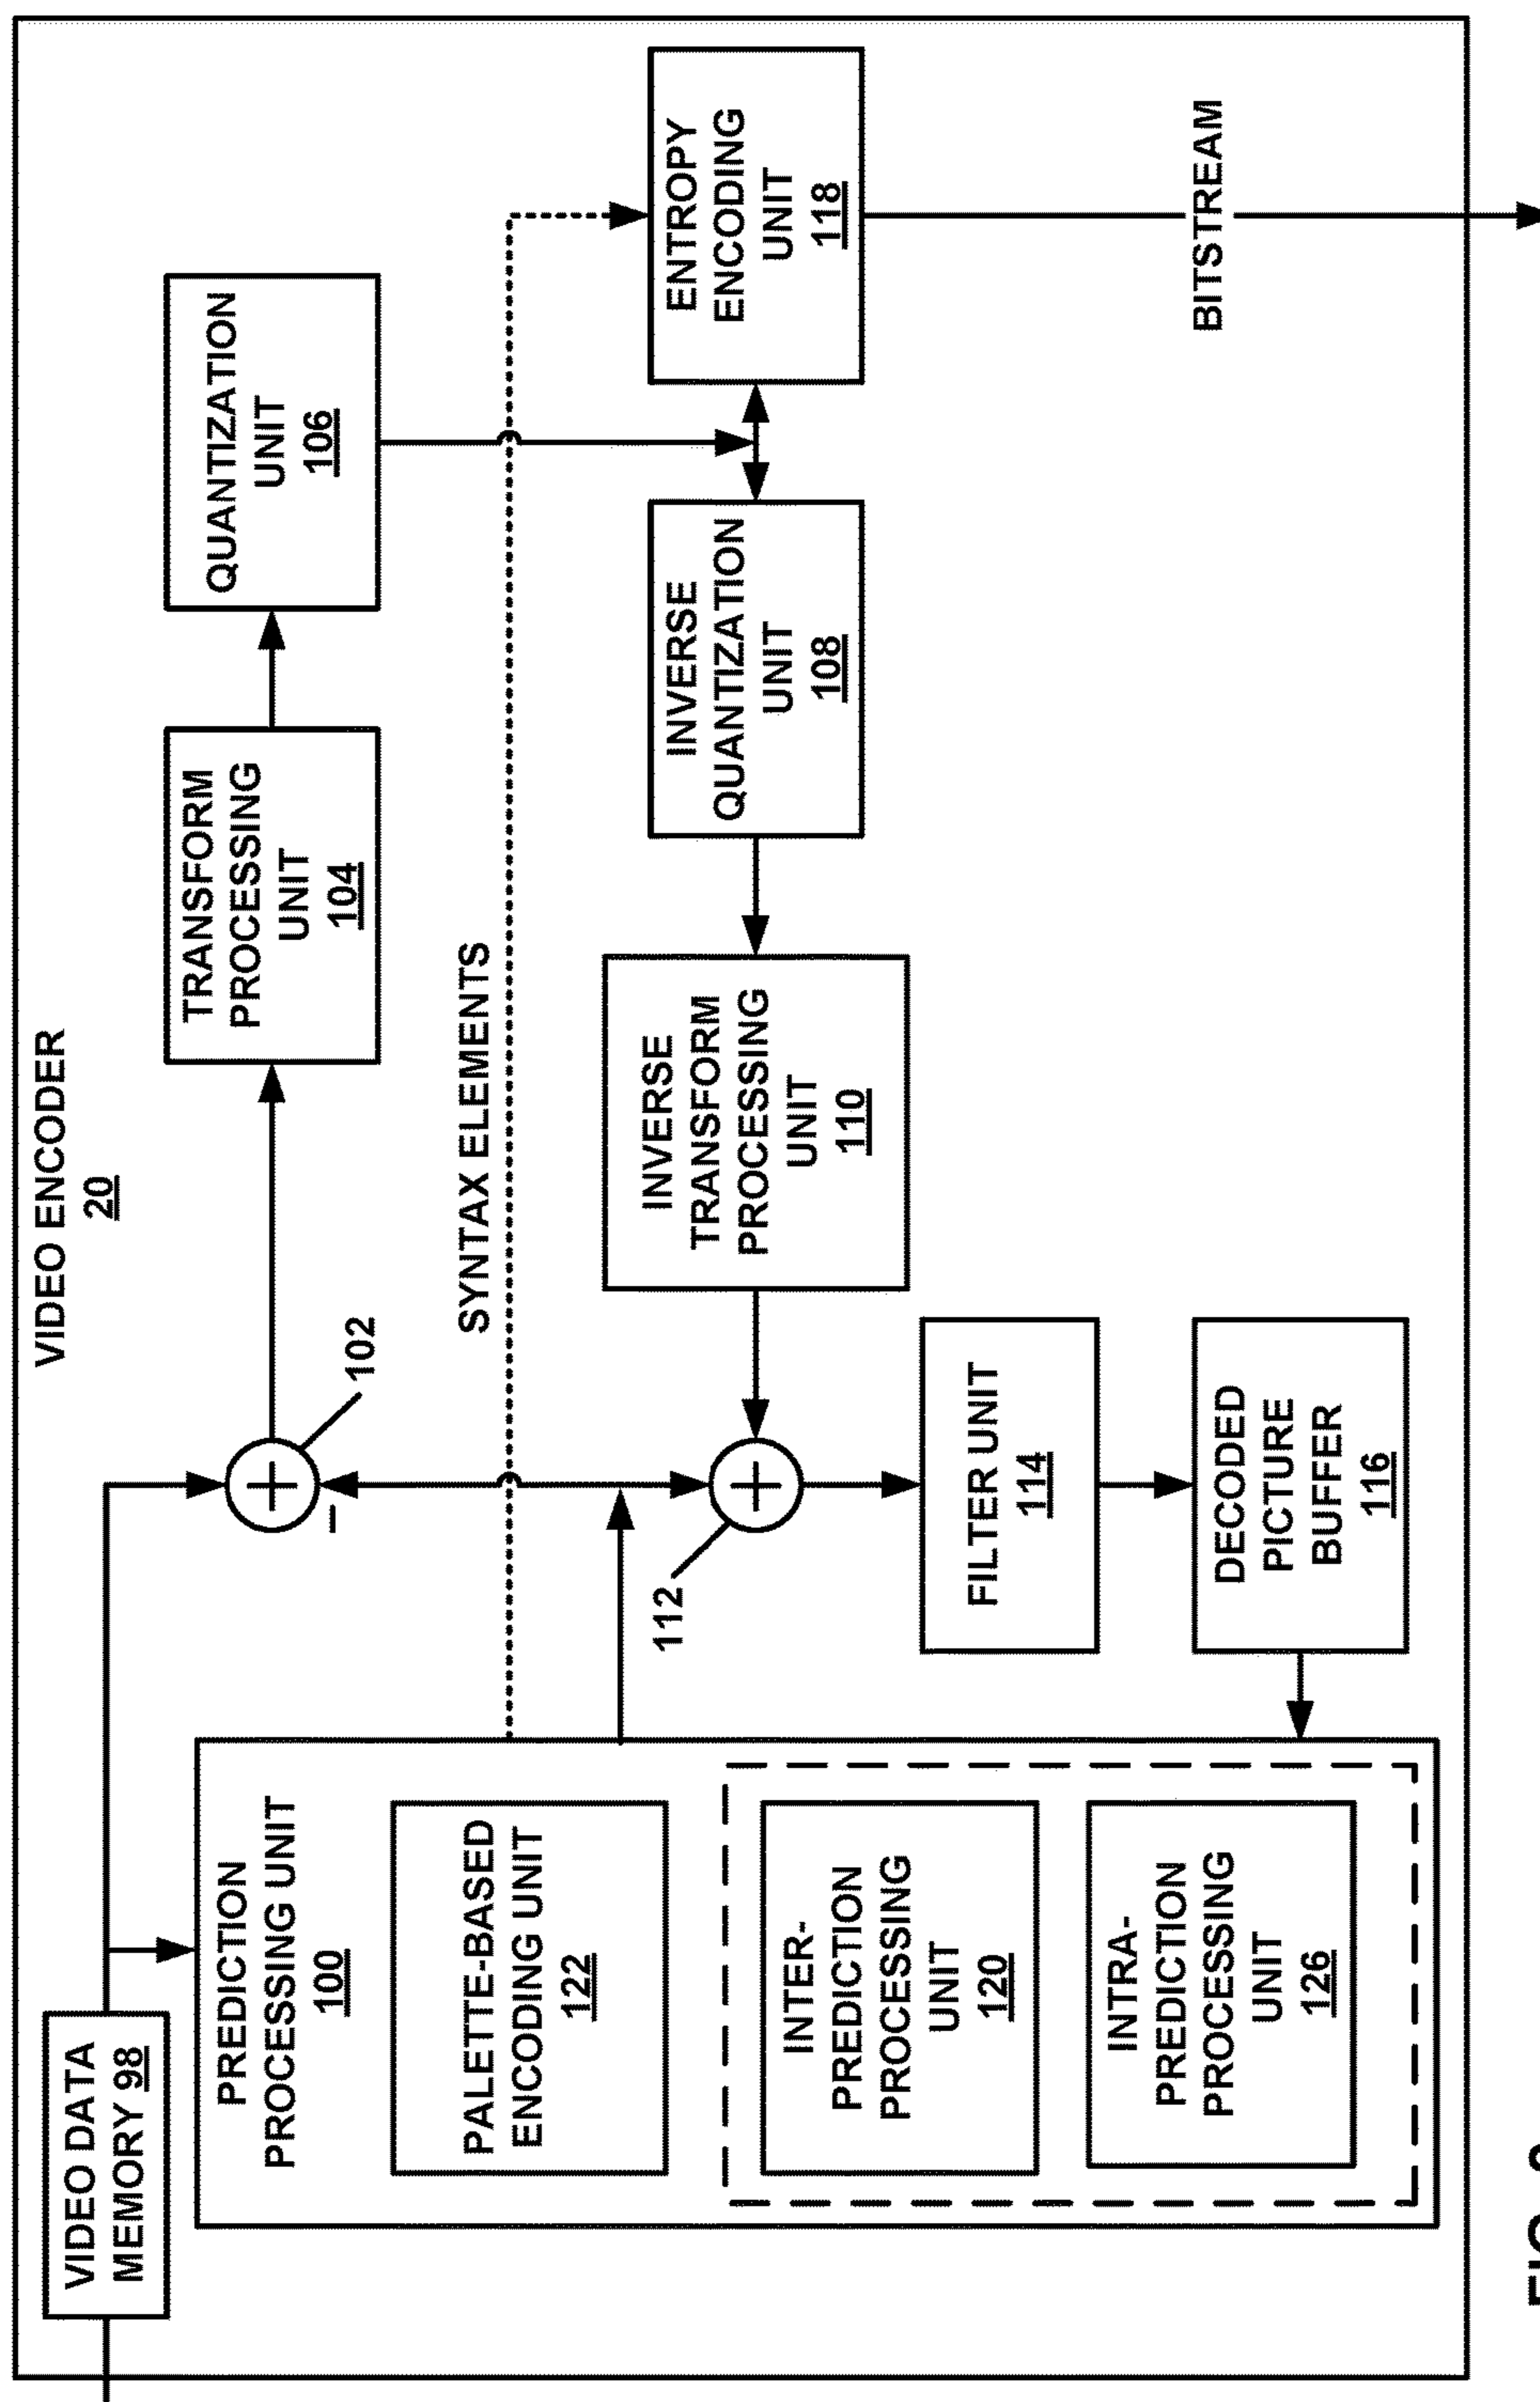 VIDEO ENCODER
20
VIDEO DATA
MEMORY 98
PREDICTION
PROCESSING UNIT
100
PALETTE-BASED
ENCODING UNIT
122
INTER-
PREDICTION
PROCESSING
UNIT
120
INTRA-
PREDICTION
PROCESSING
UNIT
126
102
–
TRANSFORM
PROCESSING
UNIT
104
QUANTIZATION
UNIT
106
SYNTAX ELEMENTS
112
INVERSE
TRANSFORM
PROCESSING
UNIT
110
INVERSE
QUANTIZATION
UNIT
108
ENTROPY
ENCODING
UNIT
118
FILTER UNIT
114
DECODED
PICTURE
BUFFER
116
BITSTREAM
FIG.